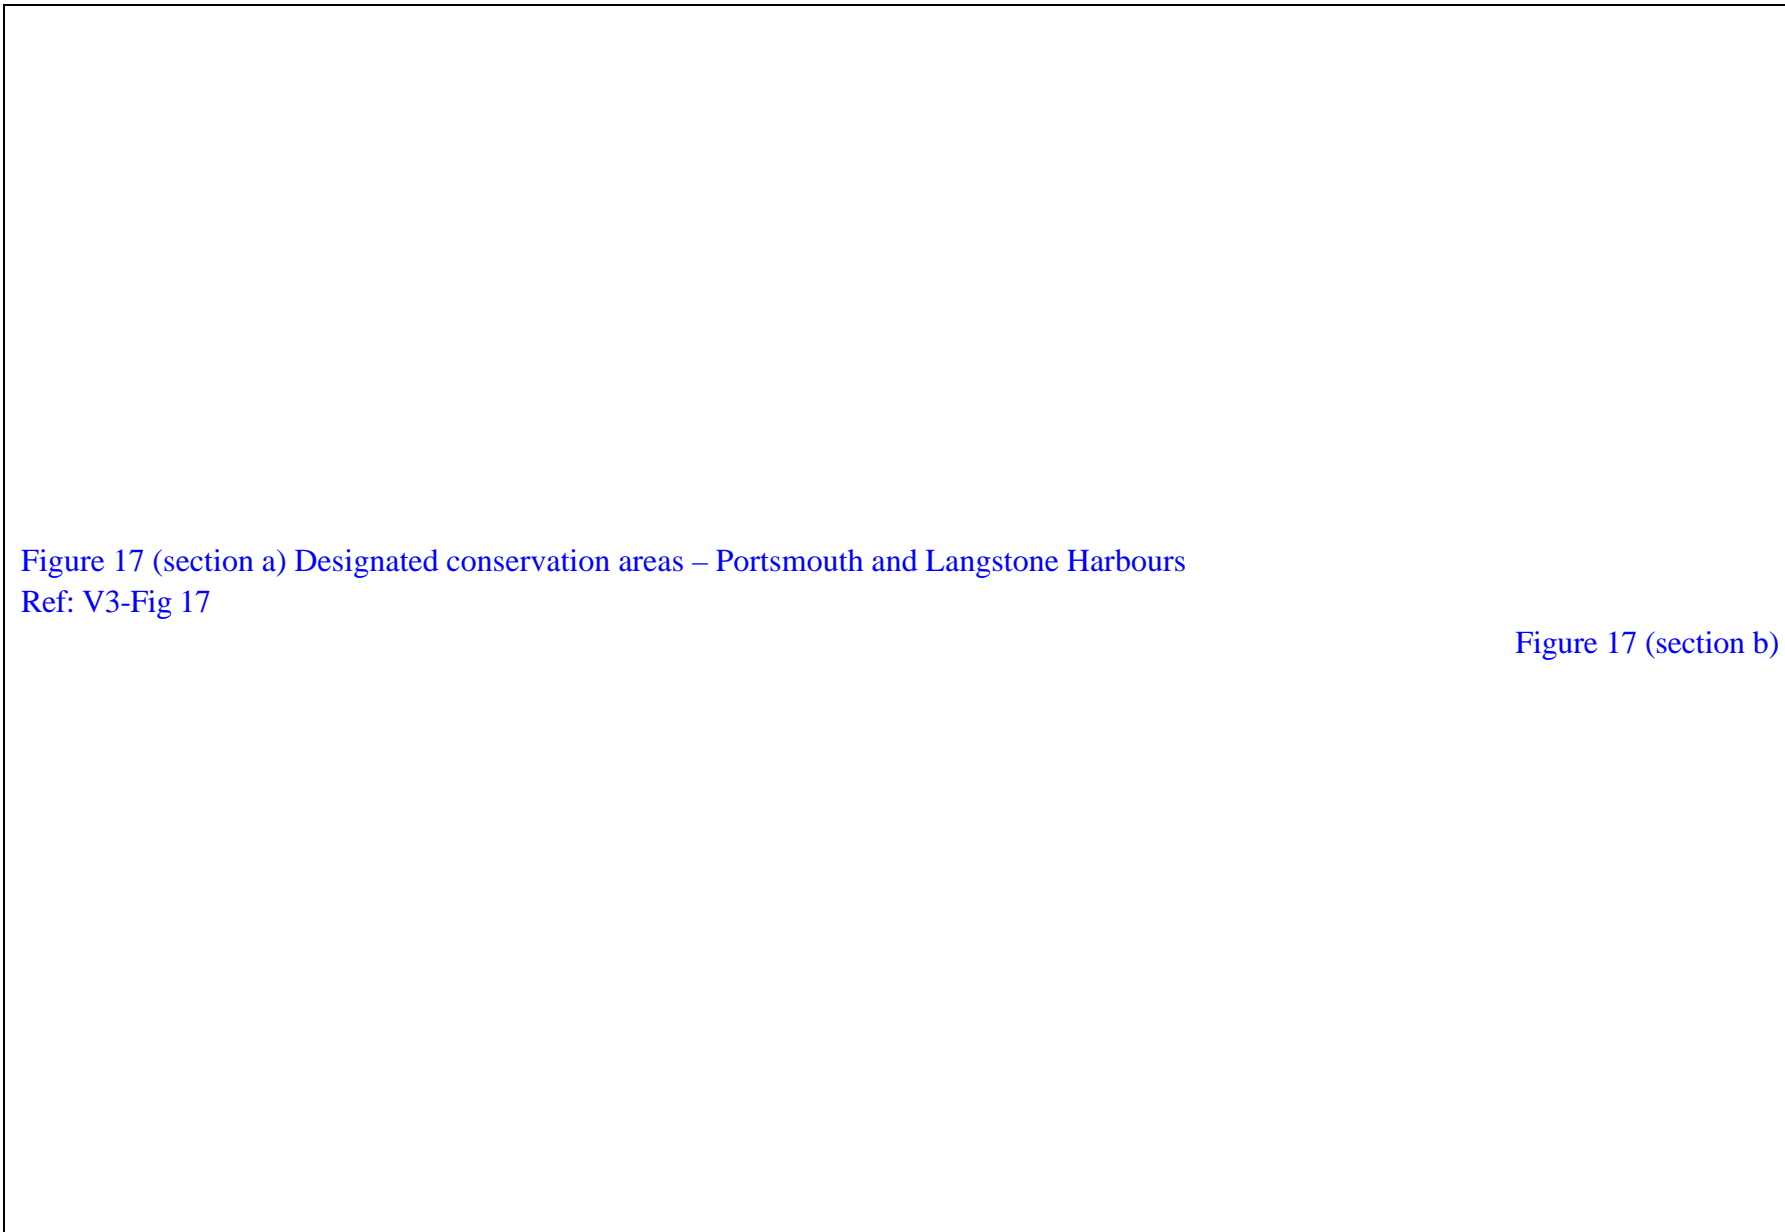 Figure 17 (section a) Designated conservation areas – Portsmouth and Langstone Harbours
Ref: V3-Fig 17
Figure 17 (section b)